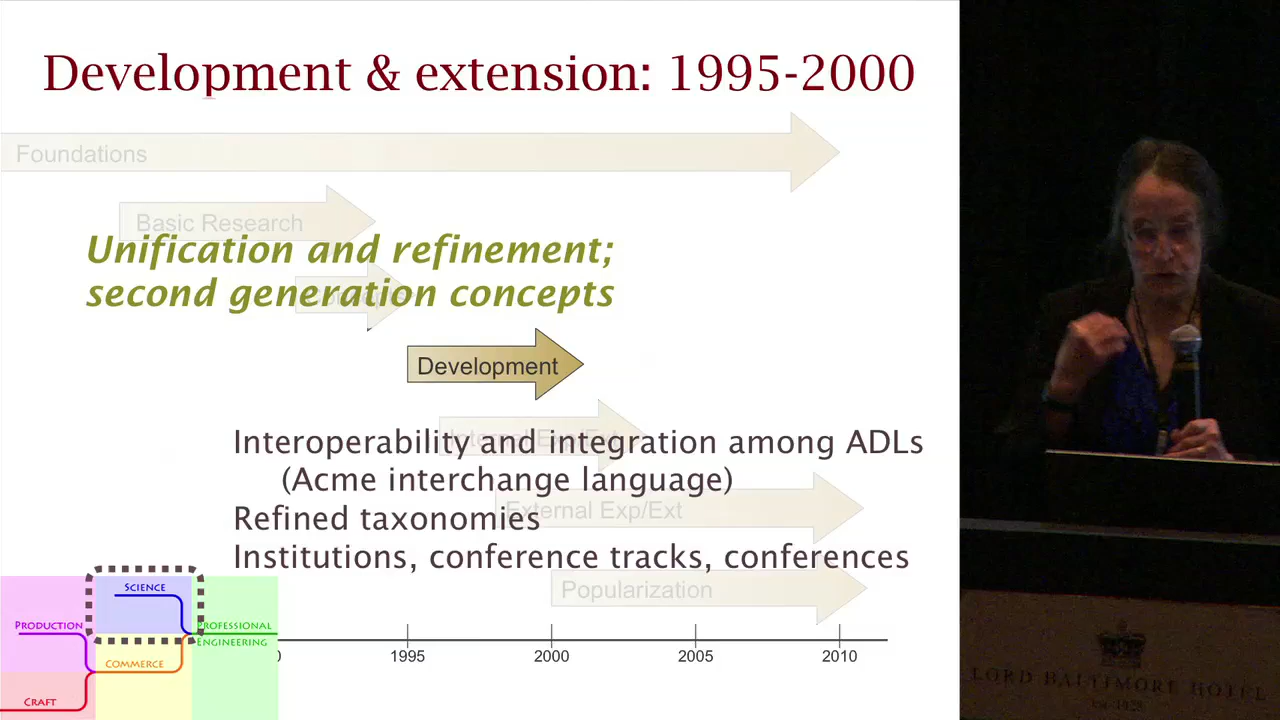 Development & extension: 1995-2000
Foundations
Basic Research
Unification and refinement;
second generation concepts
Development
Interoperability and integration among ADLs
(Acme interchange language)
External Exp/Ext
Refined taxonomies
Institutions, conference tracks, conferences
Popularization
SCIENCE
PRODUCTION
PROFESSIONAL
ENGINEERING
COMMERCE
CRAFT
0
1995
2000
2005
2010
LORD BALTIMORE HOTEL